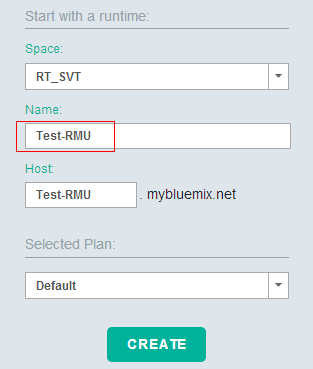 Start with a runtime:
Space:
RT_SVT
Name:
Test-RMU
Host:
Test-RMU . mybluemix.net
Selected Plan:
Default
CREATE